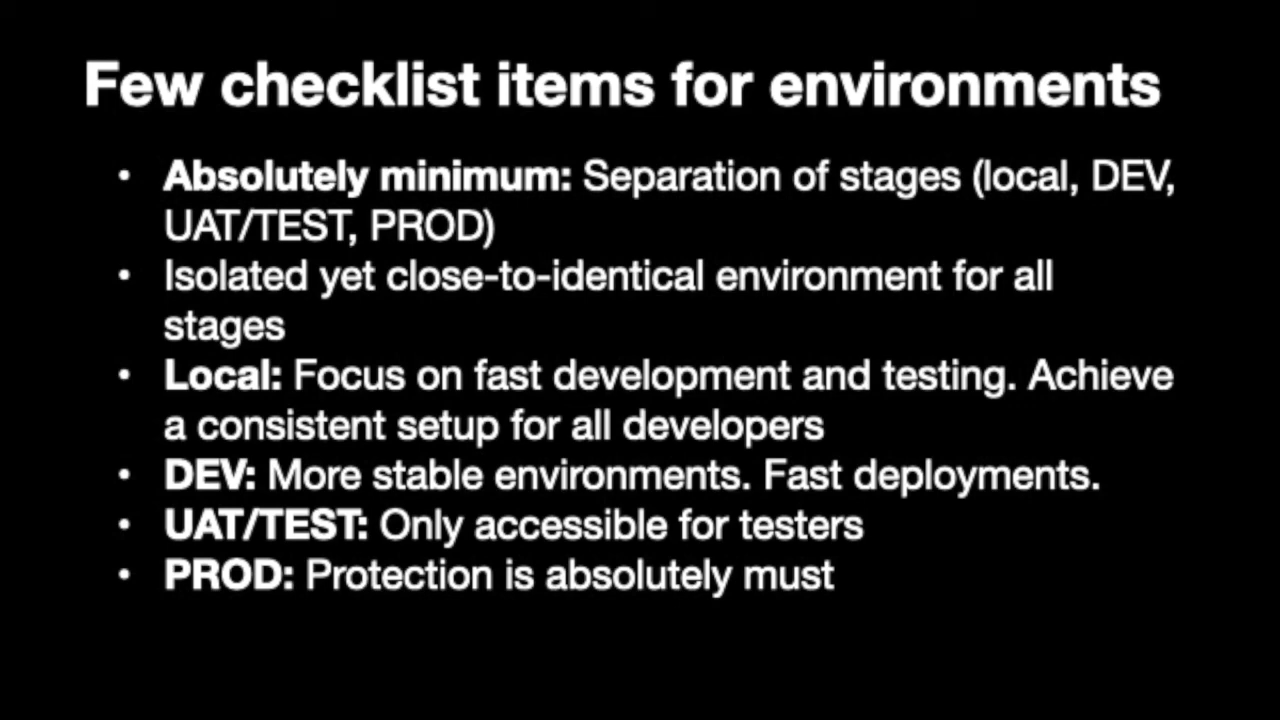 Few checklist items for environments
• Absolutely minimum: Separation of stages (local, DEV,
UAT/TEST, PROD)
• Isolated yet close-to-identical environment for all
stages
• Local: Focus on fast development and testing. Achieve
a consistent setup for all developers
• DEV: More stable environments. Fast deployments.
• UAT/TEST: Only accessible for testers
• PROD: Protection is absolutely must